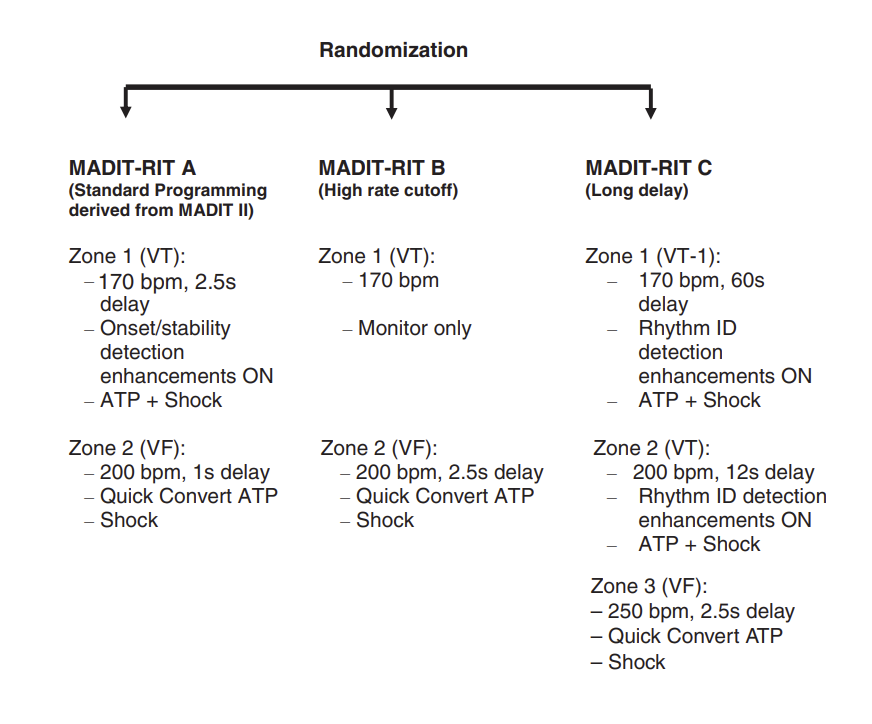 Randomization
MADIT-RIT A
(Standard Programming
derived from MADIT II)
Zone 1 (VT):
– 170 bpm, 2.5s
delay
– Onset/stability
detection
enhancements ON
– ATP + Shock
Zone 2 (VF):
– 200 bpm, 1s delay
– Quick Convert ATP
– Shock
MADIT-RIT B
(High rate cutoff)
Zone 1 (VT):
– 170 bpm
– Monitor only
Zone 2 (VF):
– 200 bpm, 2.5s delay
– Quick Convert ATP
– Shock
MADIT-RIT C
(Long delay)
Zone 1 (VT-1):
– 170 bpm, 60s
delay
– Rhythm ID
detection
enhancements ON
– ATP + Shock
Zone 2 (VT):
– 200 bpm, 12s delay
– Rhythm ID detection
enhancements ON
– ATP + Shock
Zone 3 (VF):
– 250 bpm, 2.5s delay
– Quick Convert ATP
– Shock